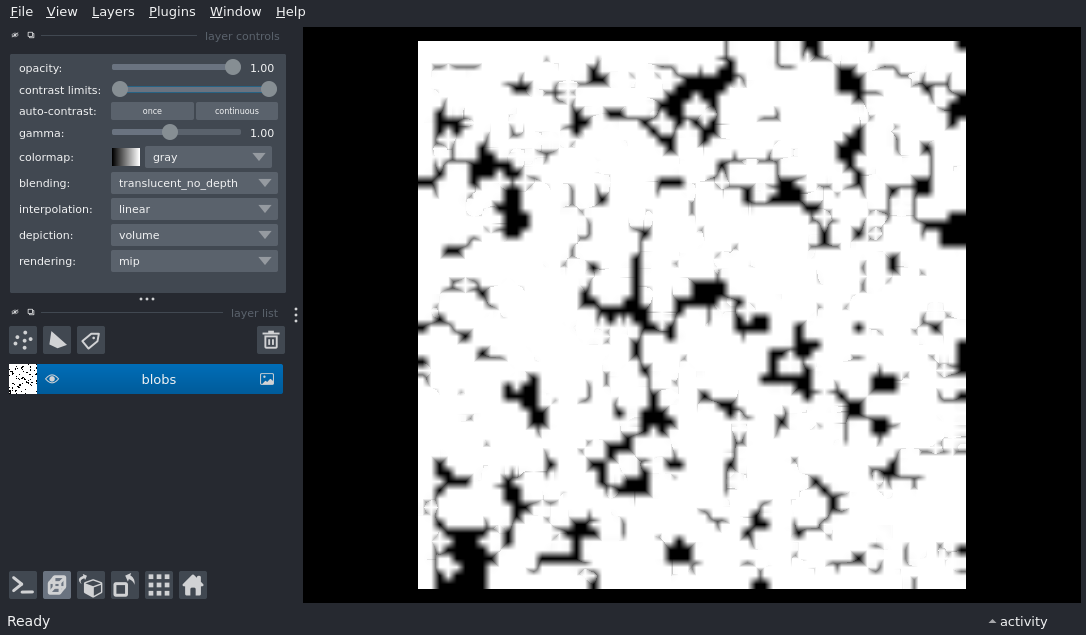 File View Layers Plugins Window Help
layer controls
opacity: 1.00
contrast limits:
auto-contrast: once continuous
gamma: 1.00
colormap: gray
blending: translucent_no_depth
interpolation: linear
depiction: volume
rendering: mip
layer list
blobs
Ready activity